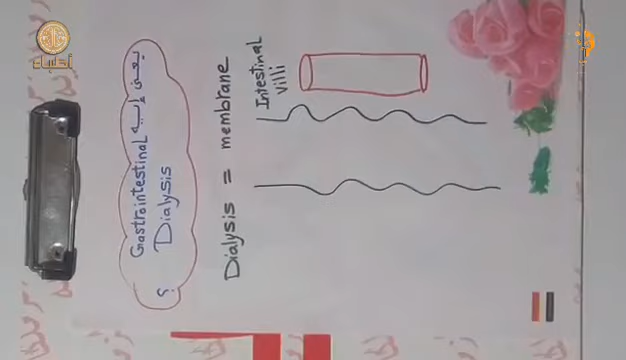 يعني إيه
Gastrointestinal
Dialysis
؟
Dialysis = membrane
Intestinal
villi